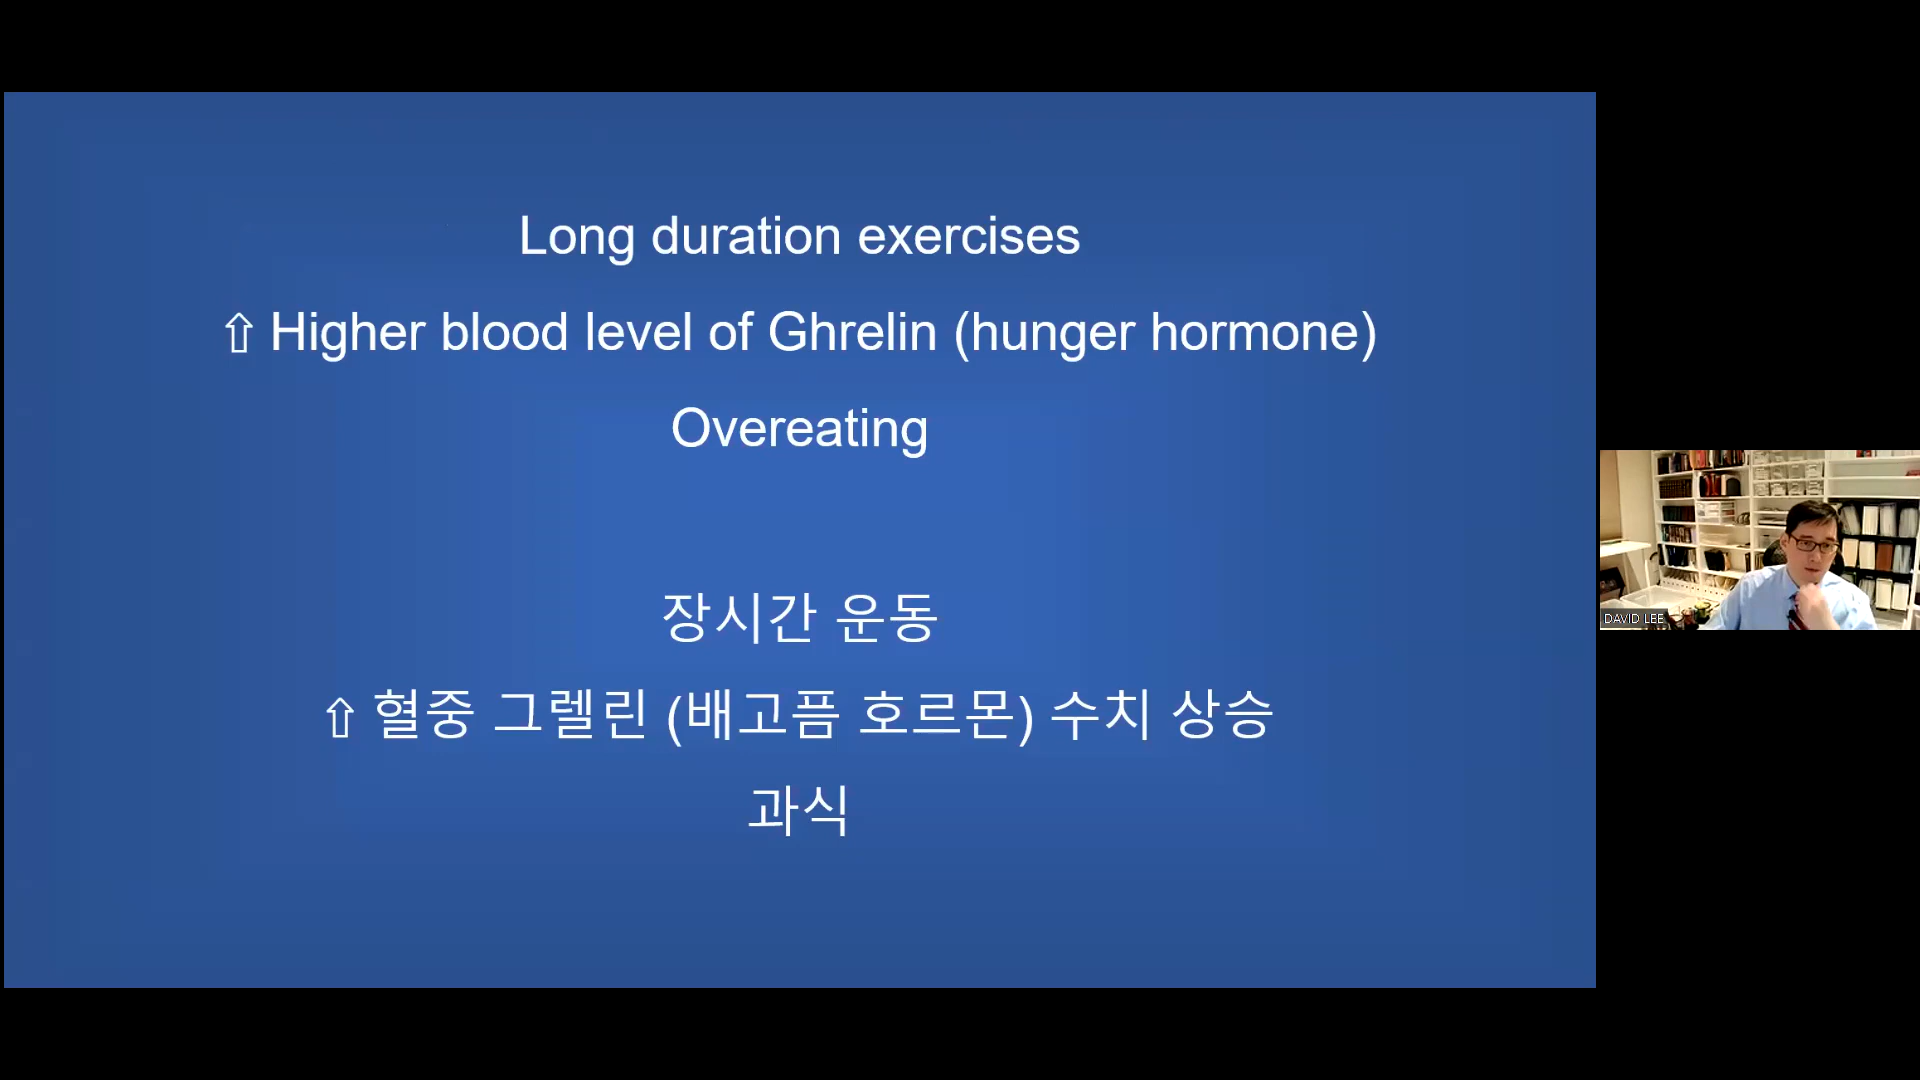 Long duration exercises
⇧ Higher blood level of Ghrelin (hunger hormone)
Overeating
장시간 운동
⇧ 혈중 그렐린 (배고픔 호르몬) 수치 상승
과식
DAVID LEE